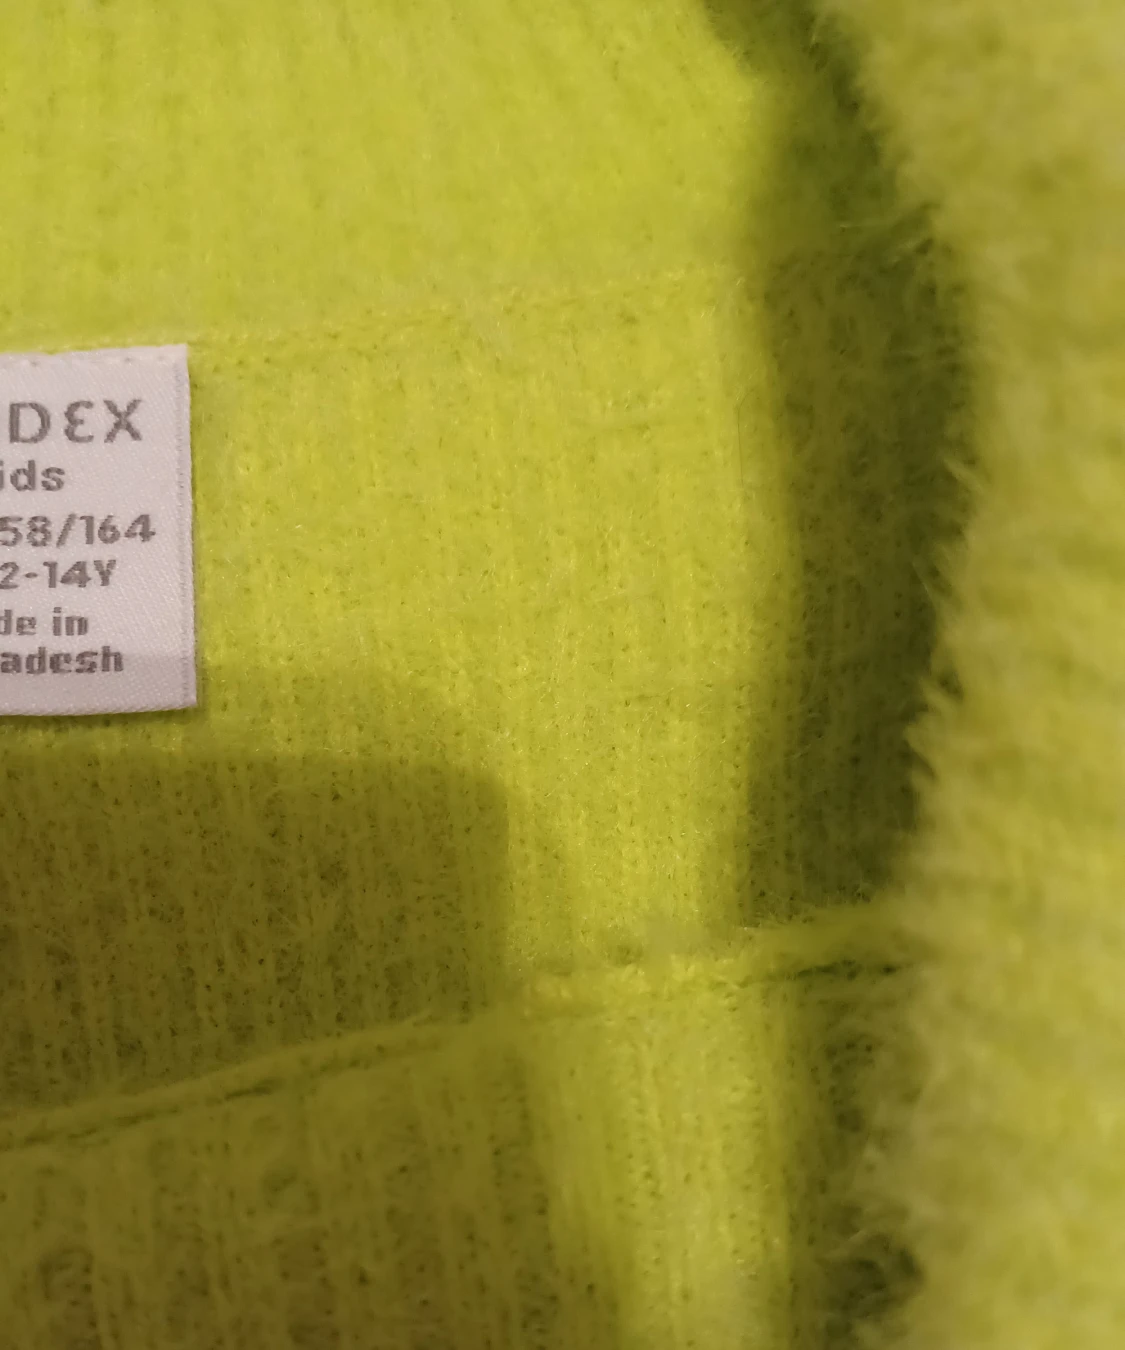 DEX
ids
58/164
2-14Y
de in
adesh